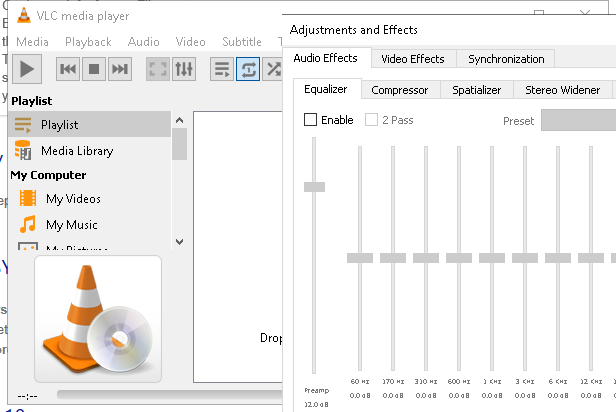 VLC media player
Media Playback Audio Video Subtitle T
Playlist
Playlist
Media Library
My Computer
My Videos
My Music
My Pictures
Drop
--:--
Adjustments and Effects
Audio Effects Video Effects Synchronization
Equalizer Compressor Spatializer Stereo Widener
Enable 2 Pass Preset
60 Hz 170 Hz 310 Hz 600 Hz 1 KHz 3 KHz 6 KHz 12 KHz
Preamp 0.0 dB 0.0 dB 0.0 dB 0.0 dB 0.0 dB 0.0 dB 0.0 dB 0.0 dB
12.0 dB